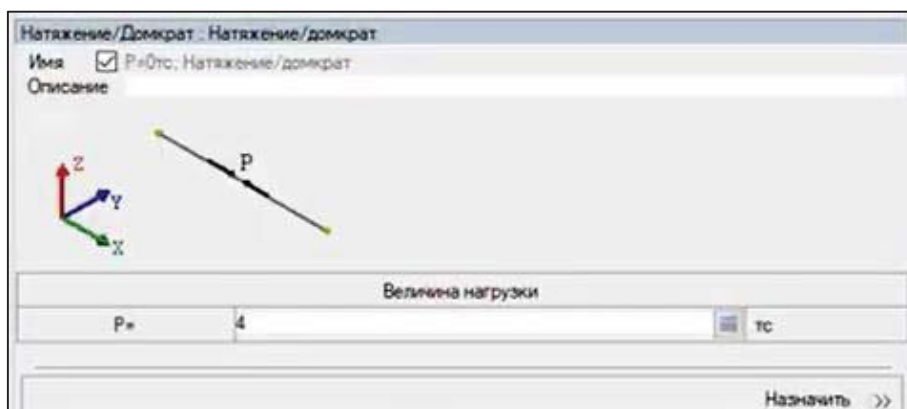 Натяжение/Домкрат : Натяжение/домкрат
Имя P=0тс; Натяжение/домкрат
Описание
Z
P
Y
X
Величина нагрузки
P= 4 тс
Назначить >>